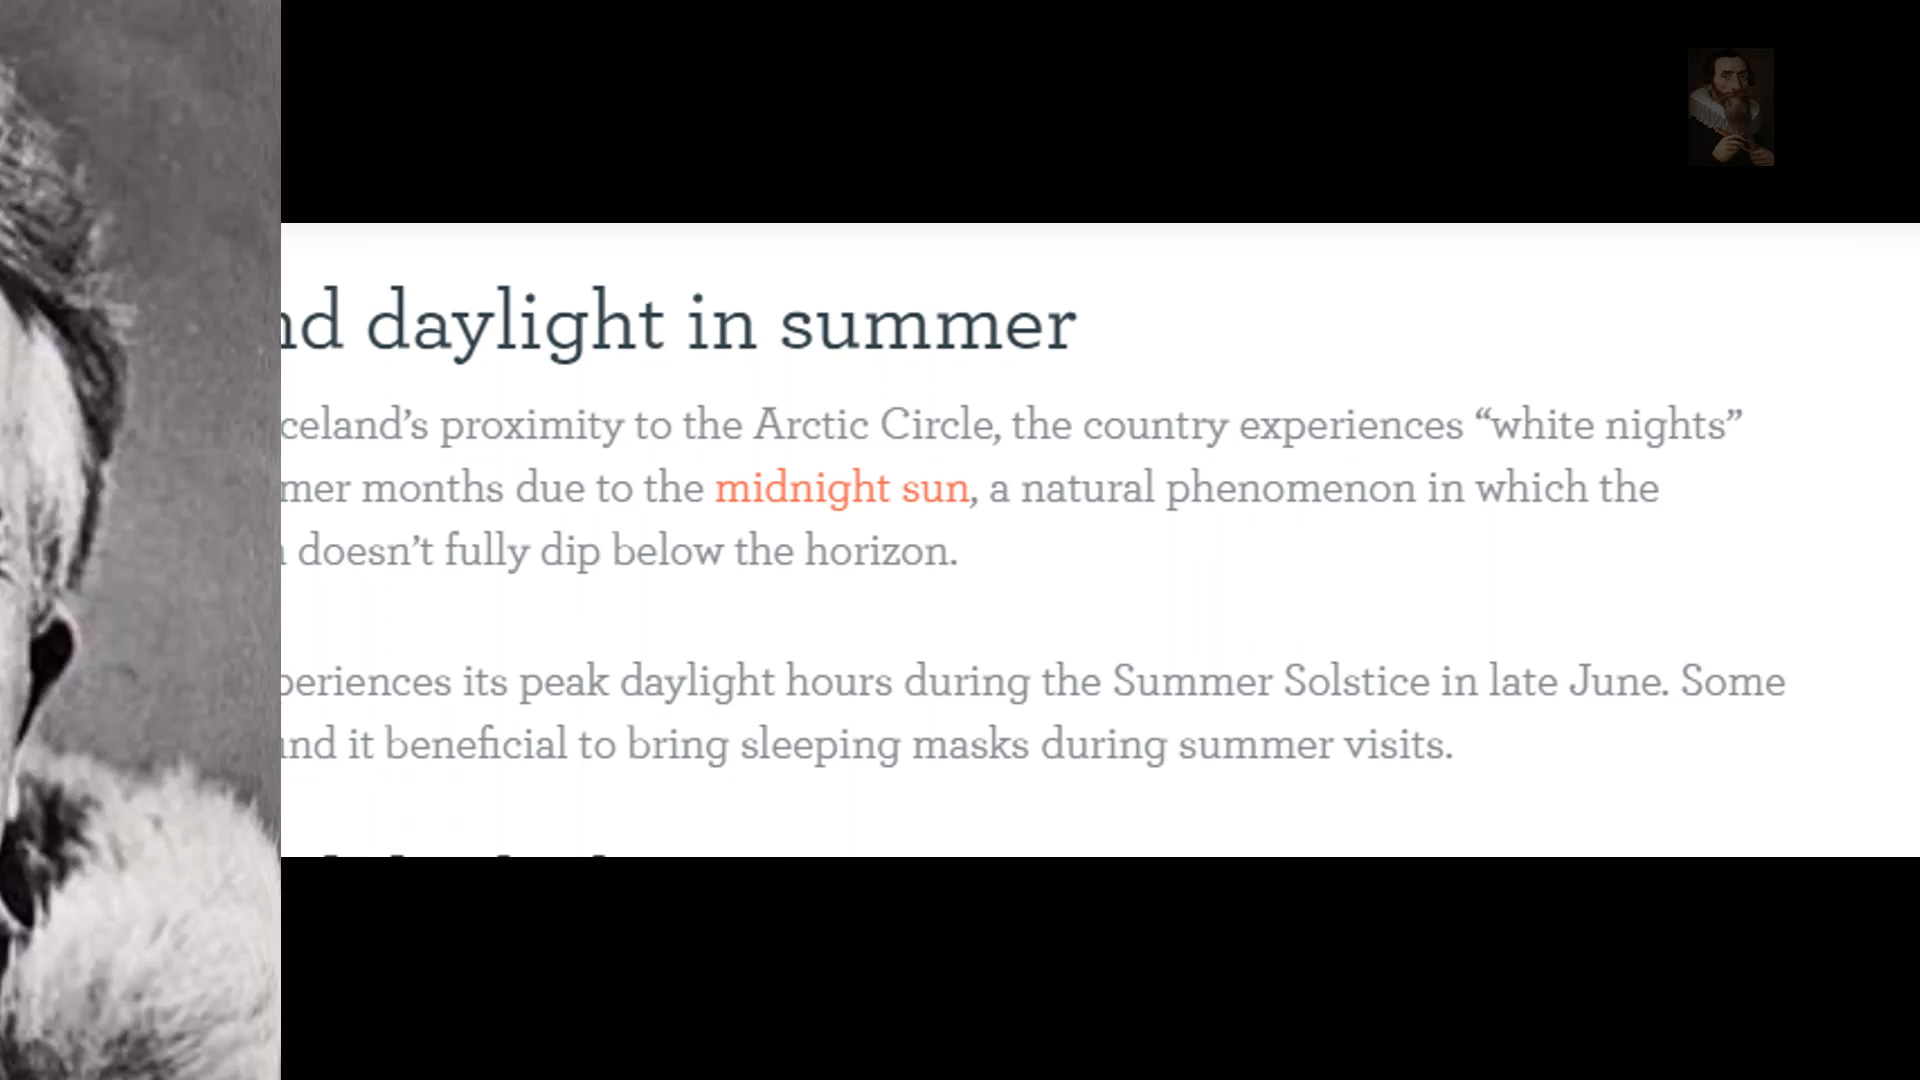 nd daylight in summer
celand’s proximity to the Arctic Circle, the country experiences “white nights”
mer months due to the midnight sun, a natural phenomenon in which the
doesn’t fully dip below the horizon.
periences its peak daylight hours during the Summer Solstice in late June. Some
nd it beneficial to bring sleeping masks during summer visits.